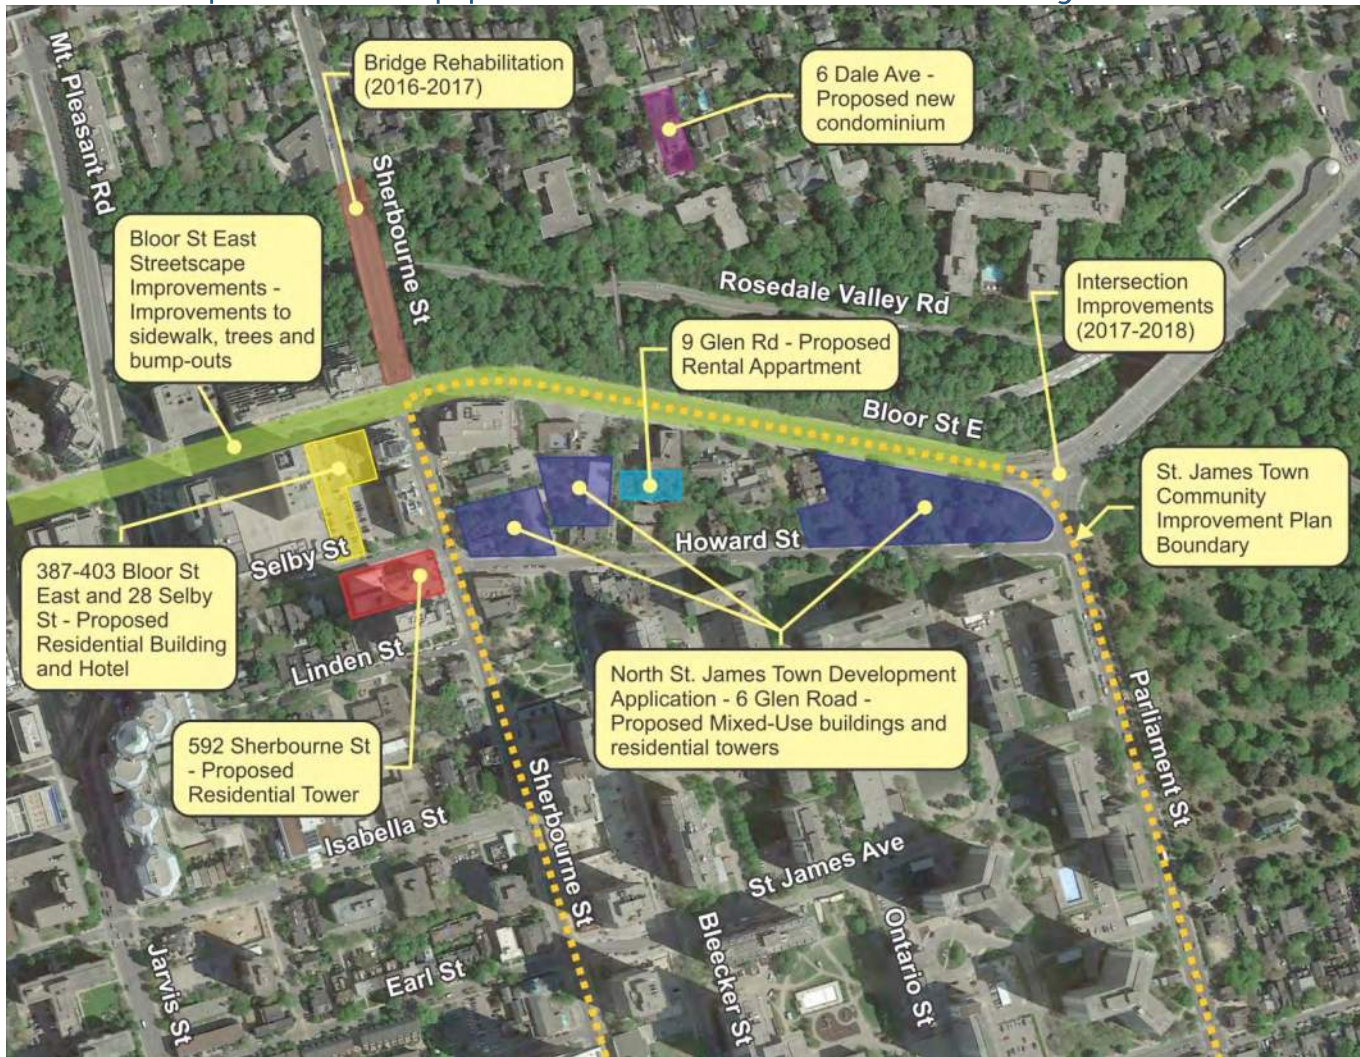 Mt. Pleasant Rd
Bridge Rehabilitation
(2016-2017)
6 Dale Ave -
Proposed new
condominium
Sherbourne St
Bloor St East
Streetscape
Improvements -
Improvements to
sidewalk, trees and
bump-outs
Rosedale Valley Rd
Intersection
Improvements
(2017-2018)
9 Glen Rd - Proposed
Rental Appartment
Bloor St E
St. James Town
Community
Improvement Plan
Boundary
Howard St
Selby St
387-403 Bloor St
East and 28 Selby
St - Proposed
Residential Building
and Hotel
Linden St
North St. James Town Development
Application - 6 Glen Road -
Proposed Mixed-Use buildings and
residential towers
592 Sherbourne St
- Proposed
Residential Tower
Parliament St
Sherbourne St
Isabella St
St James Ave
Jarvis St
Earl St
Bleecker St
Ontario St